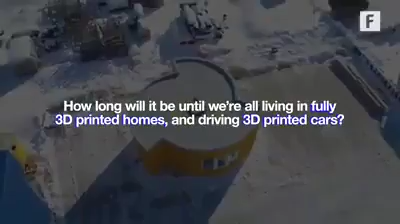 F
How long will it be until we're all living in fully
3D printed homes, and driving 3D printed cars?